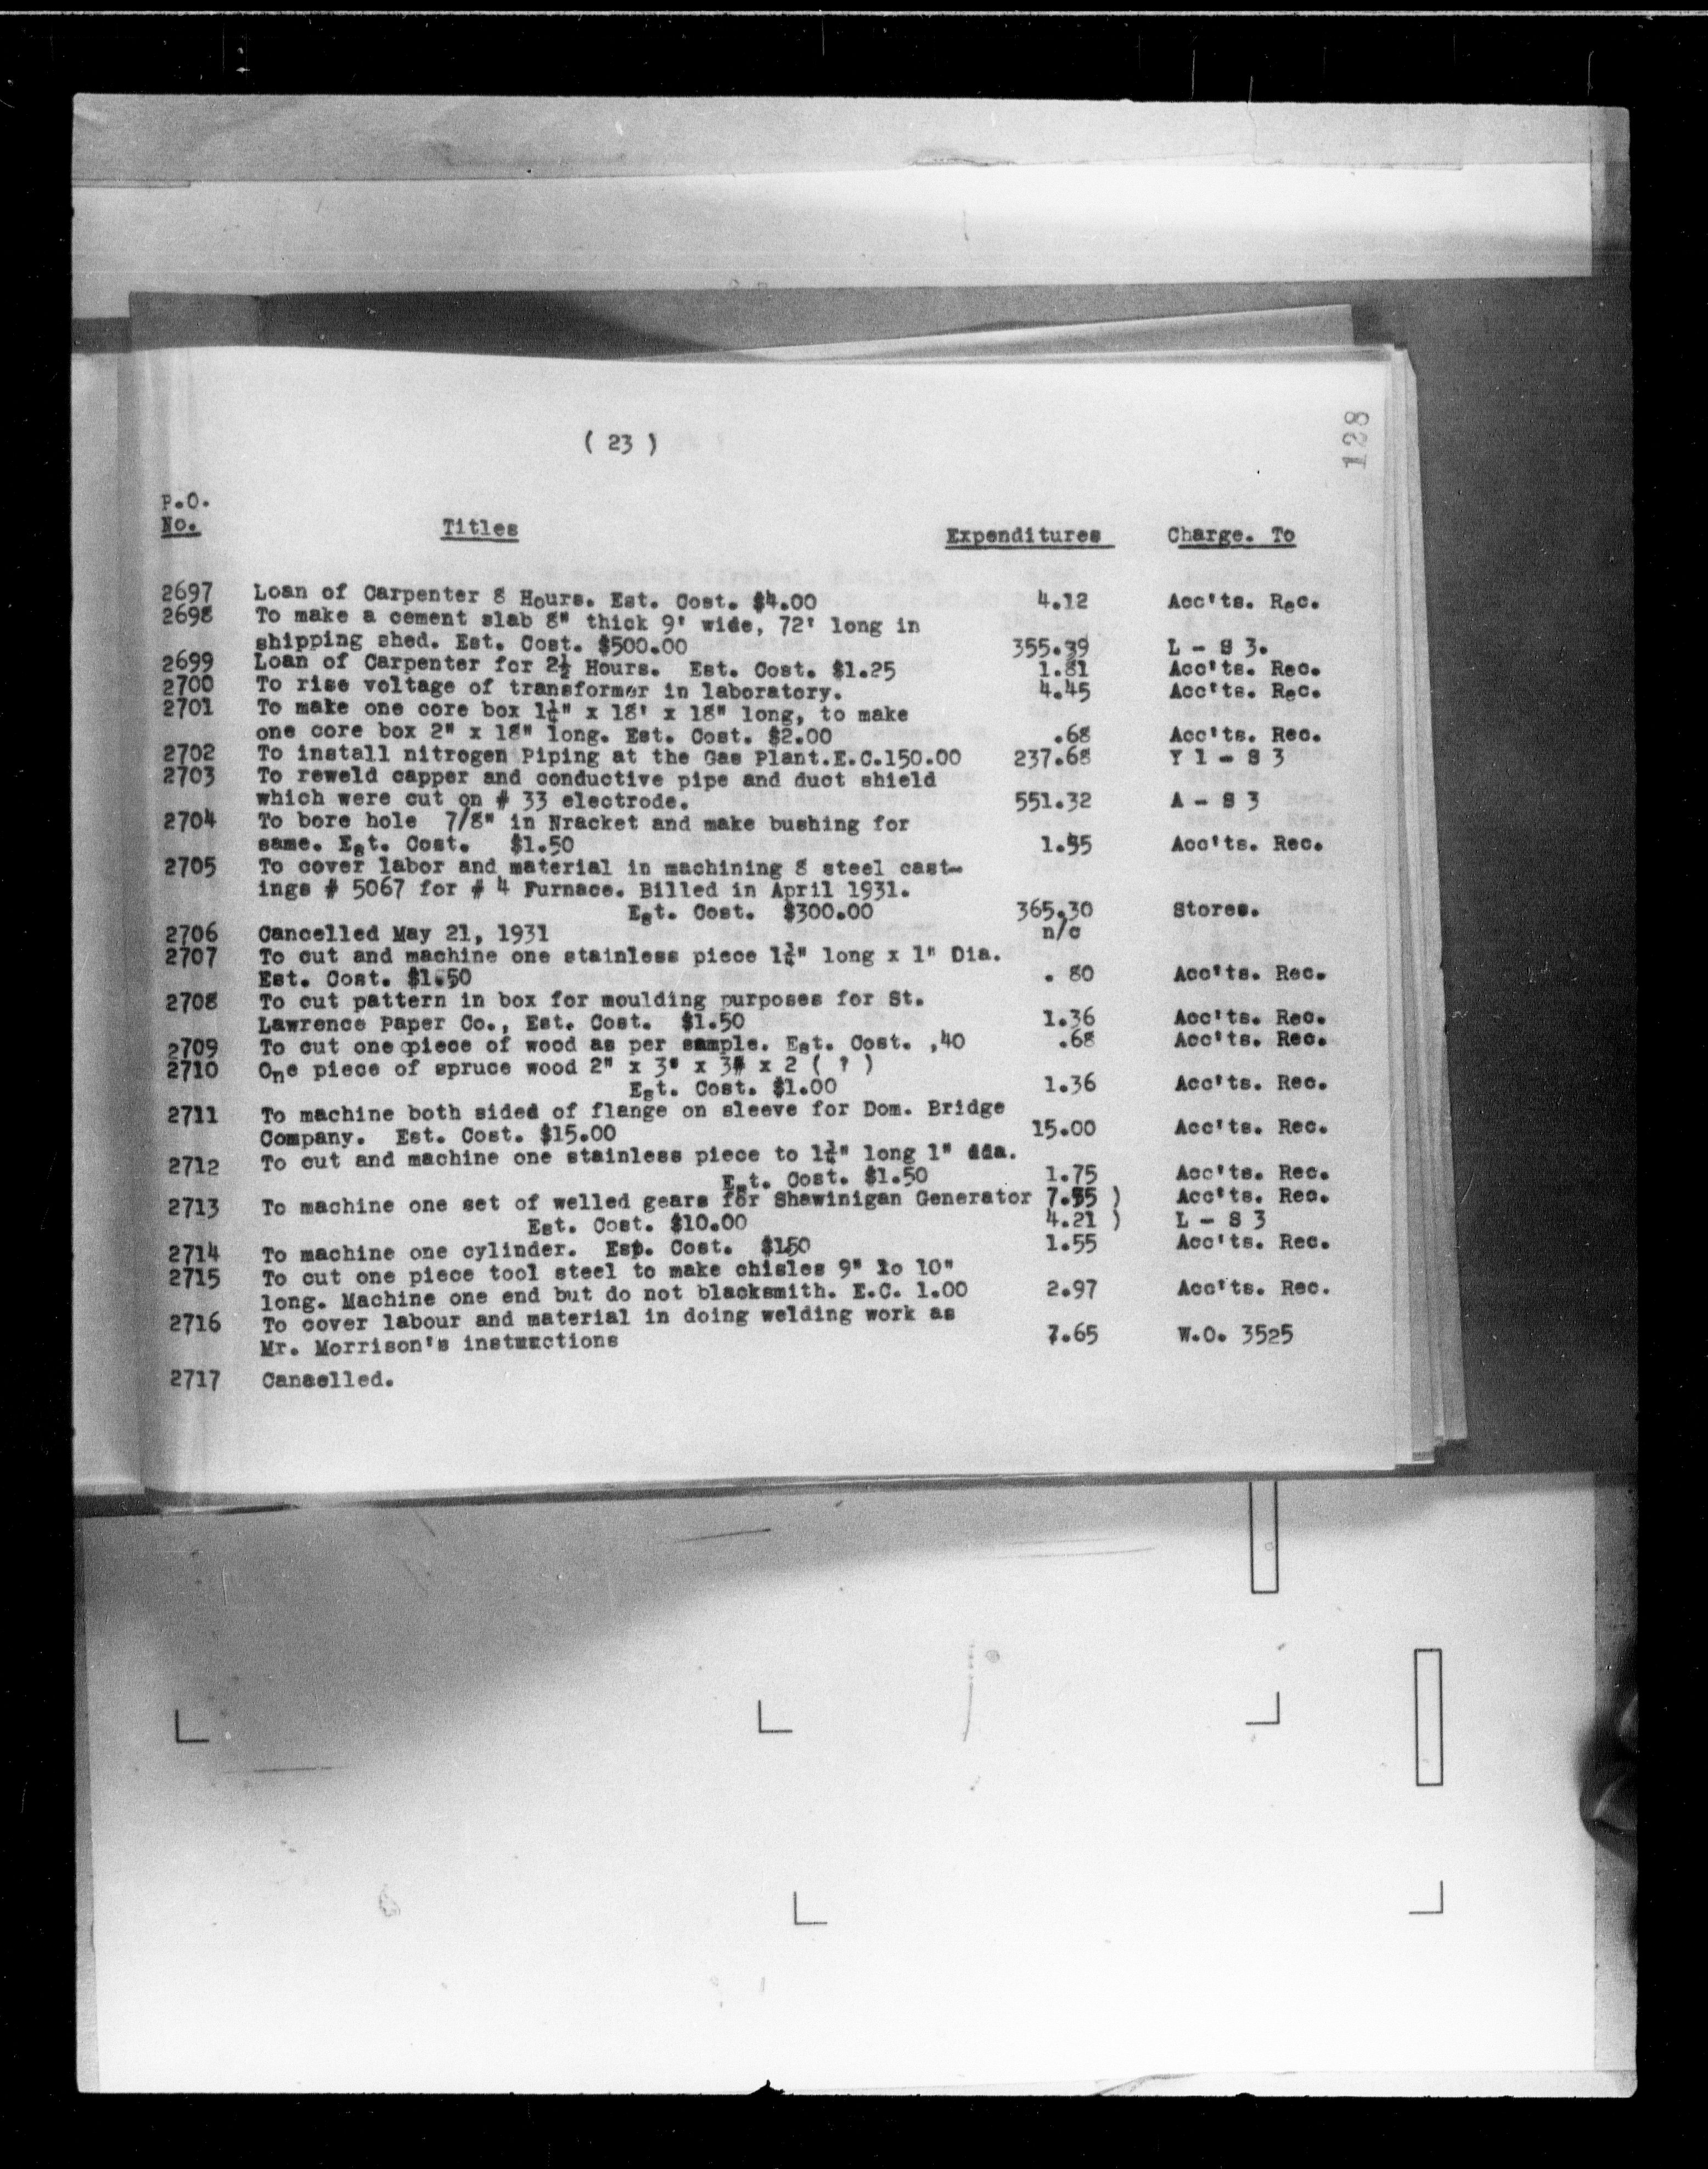 128
( 23 )
P.O.
No. Titles Expenditures Charge. To
2697 Loan of Carpenter 8 Hours. Est. Cost. $4.00 4.12 Acc'ts. Rec.
2698 To make a cement slab 8" thick 9' wide, 72' long in
shipping shed. Est. Cost. $500.00 355.39 L - S 3.
2699 Loan of Carpenter for 2½ Hours. Est. Cost. $1.25 1.81 Acc'ts. Rec.
2700 To rise voltage of transformer in laboratory. 4.45 Acc'ts. Rec.
2701 To make one core box 1¼" x 18' x 18" long, to make
one core box 2" x 18" long. Est. Cost. $2.00 .68 Acc'ts. Rec.
2702 To install nitrogen Piping at the Gas Plant.E.C.150.00 237.68 Y 1 - S 3
2703 To reweld capper and conductive pipe and duct shield
which were cut on # 33 electrode. 551.32 A - S 3
2704 To bore hole 7/8" in Nracket and make bushing for
same. Est. Cost. $1.50 1.55 Acc'ts. Rec.
2705 To cover labor and material in machining 8 steel cast-
ings # 5067 for # 4 Furnace. Billed in April 1931.
Est. Cost. $300.00 365.30 Stores.
2706 Cancelled May 21, 1931 n/c
2707 To cut and machine one stainless piece 1¾" long x 1" Dia.
Est. Cost. $1.50 . 80 Acc'ts. Rec.
2708 To cut pattern in box for moulding purposes for St.
Lawrence Paper Co., Est. Cost. $1.50 1.36 Acc'ts. Rec.
2709 To cut one piece of wood as per sample. Est. Cost. ,40 .68 Acc'ts. Rec.
2710 One piece of spruce wood 2" x 3" x 3# x 2 ( ? )
Est. Cost. $1.00 1.36 Acc'ts. Rec.
2711 To machine both sided of flange on sleeve for Dom. Bridge
Company. Est. Cost. $15.00 15.00 Acc'ts. Rec.
2712 To cut and machine one stainless piece to 1¾" long 1" dda.
Est. Cost. $1.50 1.75 Acc'ts. Rec.
2713 To machine one set of welled gears for Shawinigan Generator 7.55 ) Acc'ts. Rec.
Est. Cost. $10.00 4.21 ) L - S 3
2714 To machine one cylinder. Esp. Cost. $150 1.55 Acc'ts. Rec.
2715 To cut one piece tool steel to make chisles 9" to 10"
long. Machine one end but do not blacksmith. E.C. 1.00 2.97 Acc'ts. Rec.
2716 To cover labour and material in doing welding work as
Mr. Morrison's instructions 7.65 W.O. 3525
2717 Canaelled.